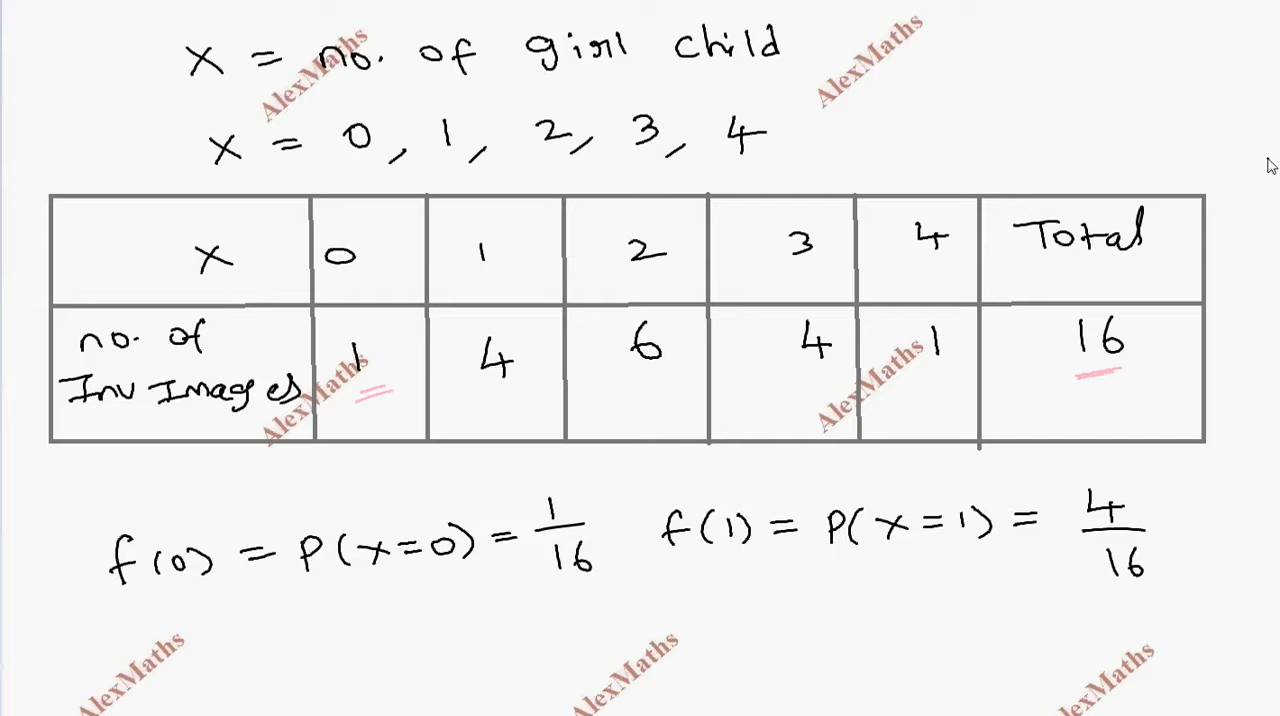 X = no. of girl child
X = 0, 1, 2, 3, 4
X 0 1 2 3 4 Total
no. of
Inv Images 1 4 6 4 1 16
f(0) = P(X=0) = 1/16 f(1) = P(X=1) = 4/16
AlexMaths
AlexMaths
AlexMaths
AlexMaths
AlexMaths
AlexMaths
AlexMaths